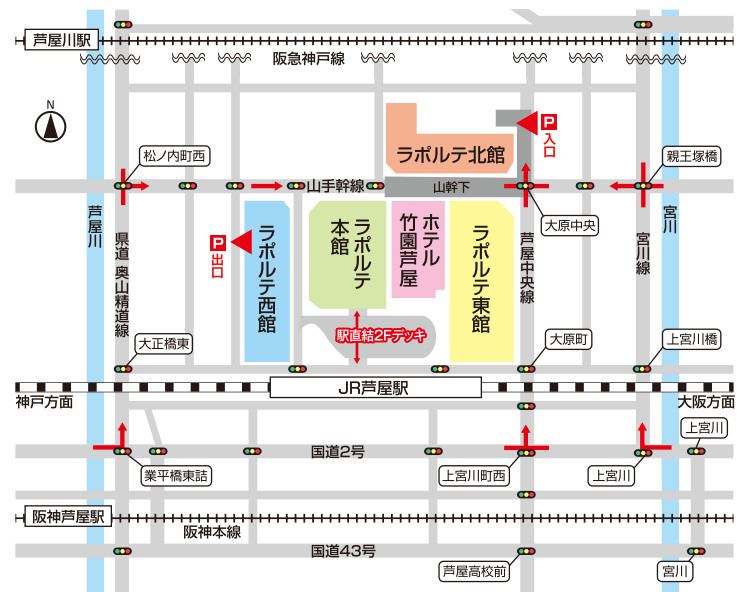 芦屋川駅
阪急神戸線
N
P
入口
ラポルテ北館
松ノ内町西
親王塚橋
山手幹線
山幹下
芦屋川
県道 奥山精道線
P
出口
ラポルテ西館
ラポルテ
本館
ホテル
竹園芦屋
ラポルテ東館
大原中央
芦屋中央線
宮川線
宮川
駅直結2Fデッキ
大正橋東
大原町
上宮川橋
JR芦屋駅
神戸方面
大阪方面
上宮川
国道2号
業平橋東詰
上宮川町西
上宮川
阪神芦屋駅
阪神本線
国道43号
芦屋高校前
宮川